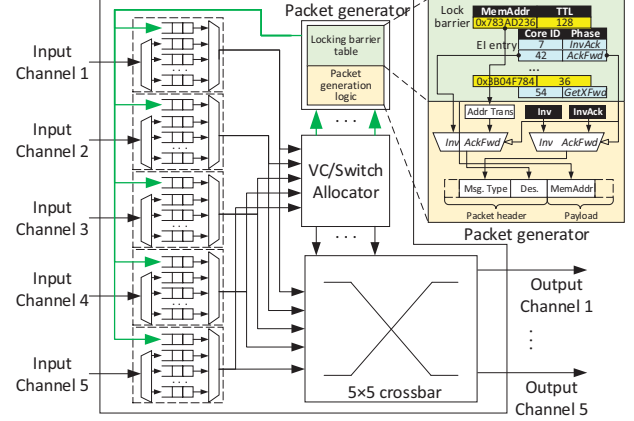 Packet generator
Input
Channel 1
Input
Channel 2
Input
Channel 3
Input
Channel 4
Input
Channel 5
Locking barrier
table
Packet
generation
logic
...
VC/Switch
Allocator
...
5×5 crossbar
Output
Channel 1
Output
Channel 5
Lock
barrier
MemAddr TTL
0x783AD236 128
Core ID Phase
EI entry
7 InvAck
42 AckFwd
...
0x3B04F784 36
54 GetXFwd
Addr Trans Inv InvAck
Inv AckFwd Inv AckFwd
Msg. Type Des. MemAddr
Packet header Payload
Packet generator